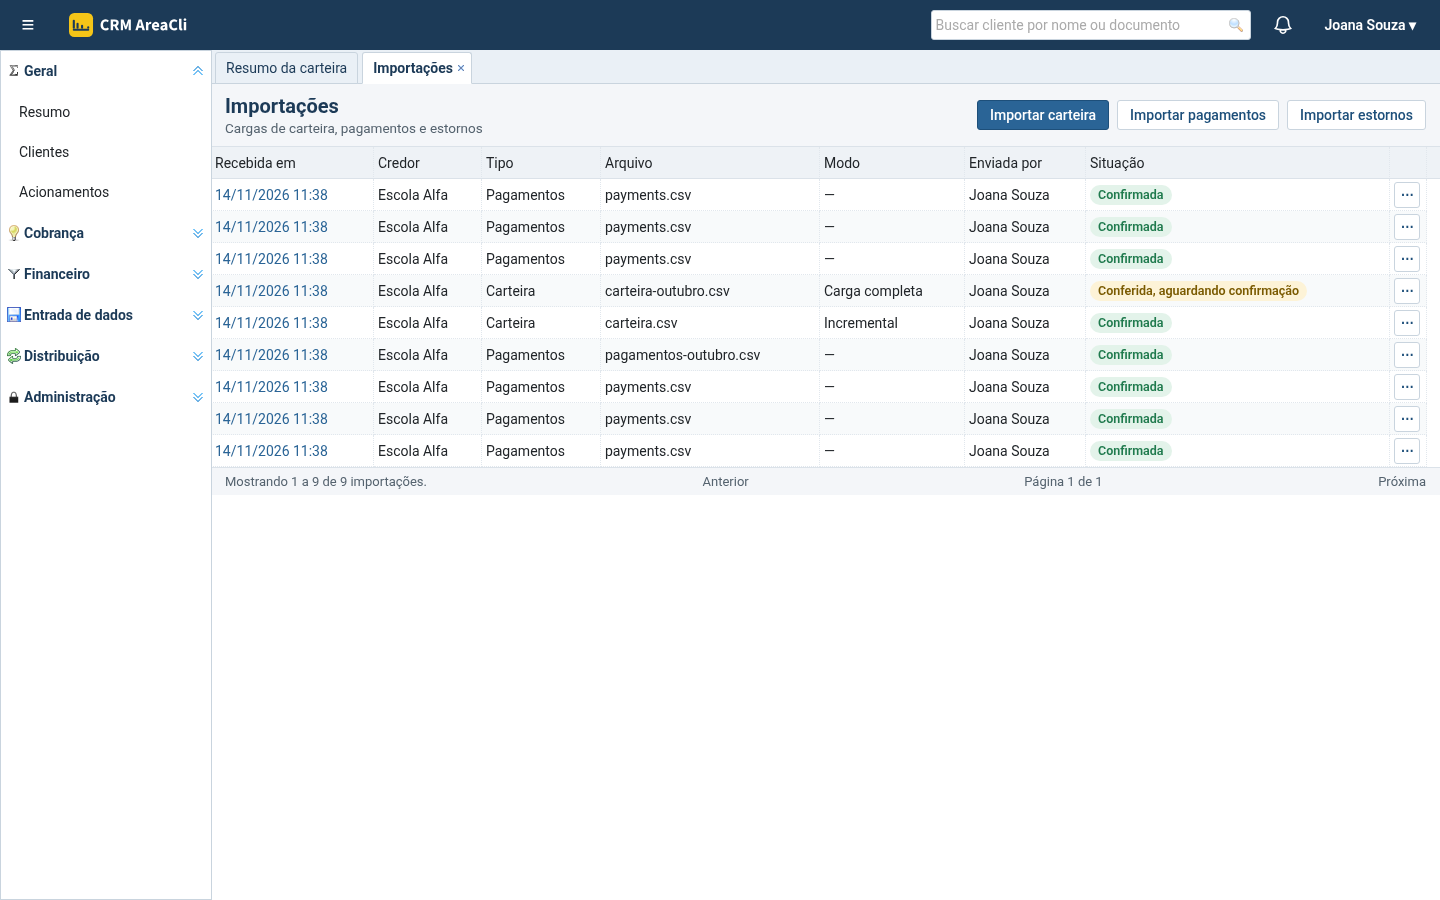 ≡ CRM AreaCli Buscar cliente por nome ou documento Joana Souza ▾
Geral
Resumo
Clientes
Acionamentos
Cobrança
Financeiro
Entrada de dados
Distribuição
Administração
Resumo da carteira Importações ×
Importações
Cargas de carteira, pagamentos e estornos
Importar carteira Importar pagamentos Importar estornos
Recebida em Credor Tipo Arquivo Modo Enviada por Situação
14/11/2026 11:38 Escola Alfa Pagamentos payments.csv — Joana Souza Confirmada ···
14/11/2026 11:38 Escola Alfa Pagamentos payments.csv — Joana Souza Confirmada ···
14/11/2026 11:38 Escola Alfa Pagamentos payments.csv — Joana Souza Confirmada ···
14/11/2026 11:38 Escola Alfa Carteira carteira-outubro.csv Carga completa Joana Souza Conferida, aguardando confirmação ···
14/11/2026 11:38 Escola Alfa Carteira carteira.csv Incremental Joana Souza Confirmada ···
14/11/2026 11:38 Escola Alfa Pagamentos pagamentos-outubro.csv — Joana Souza Confirmada ···
14/11/2026 11:38 Escola Alfa Pagamentos payments.csv — Joana Souza Confirmada ···
14/11/2026 11:38 Escola Alfa Pagamentos payments.csv — Joana Souza Confirmada ···
14/11/2026 11:38 Escola Alfa Pagamentos payments.csv — Joana Souza Confirmada ···
Mostrando 1 a 9 de 9 importações. Anterior Página 1 de 1 Próxima